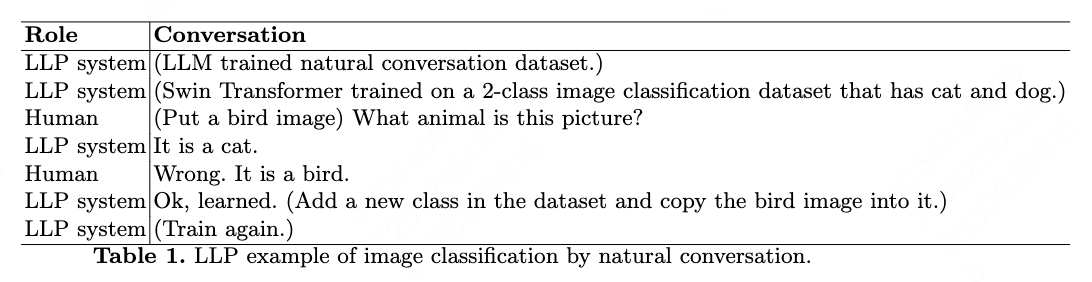 Role Conversation
LLP system (LLM trained natural conversation dataset.)
LLP system (Swin Transformer trained on a 2-class image classification dataset that has cat and dog.)
Human (Put a bird image) What animal is this picture?
LLP system It is a cat.
Human Wrong. It is a bird.
LLP system Ok, learned. (Add a new class in the dataset and copy the bird image into it.)
LLP system (Train again.)
Table 1. LLP example of image classification by natural conversation.